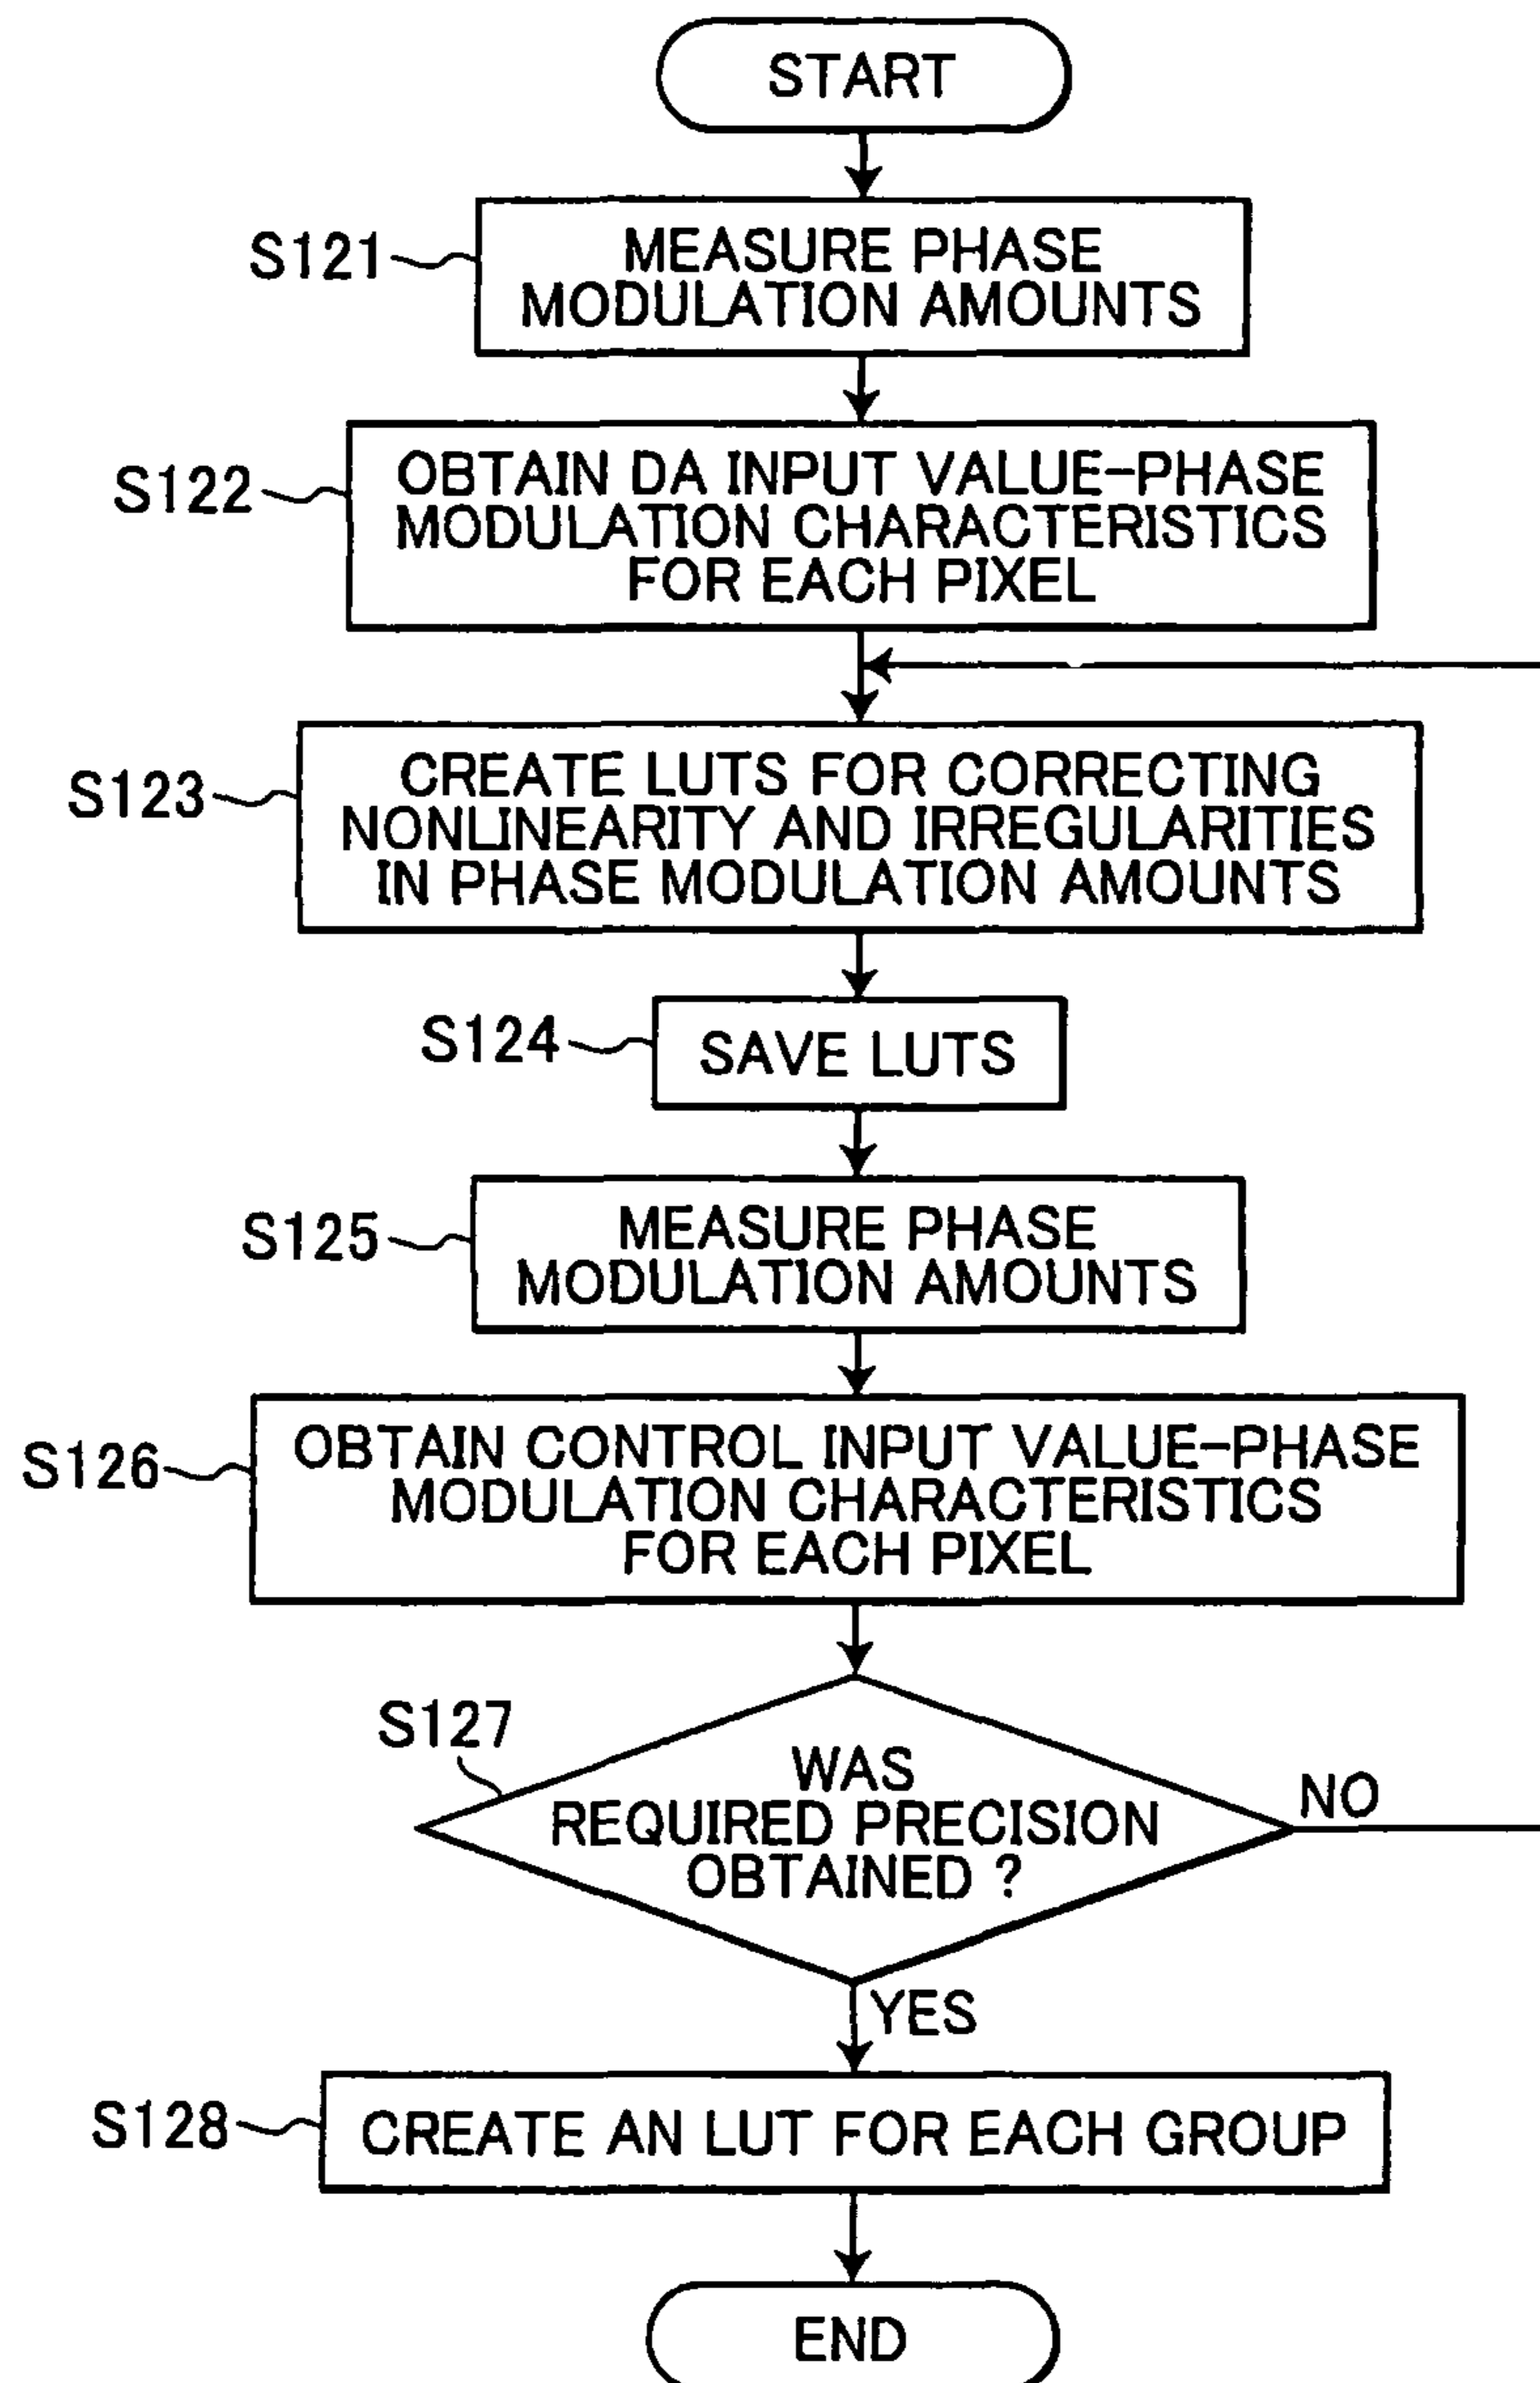 START
S121
MEASURE PHASE
MODULATION AMOUNTS
S122
OBTAIN DA INPUT VALUE-PHASE
MODULATION CHARACTERISTICS
FOR EACH PIXEL
S123
CREATE LUTS FOR CORRECTING
NONLINEARITY AND IRREGULARITIES
IN PHASE MODULATION AMOUNTS
S124
SAVE LUTS
S125
MEASURE PHASE
MODULATION AMOUNTS
S126
OBTAIN CONTROL INPUT VALUE-PHASE
MODULATION CHARACTERISTICS
FOR EACH PIXEL
S127
WAS
REQUIRED PRECISION
OBTAINED ?
NO
YES
S128
CREATE AN LUT FOR EACH GROUP
END